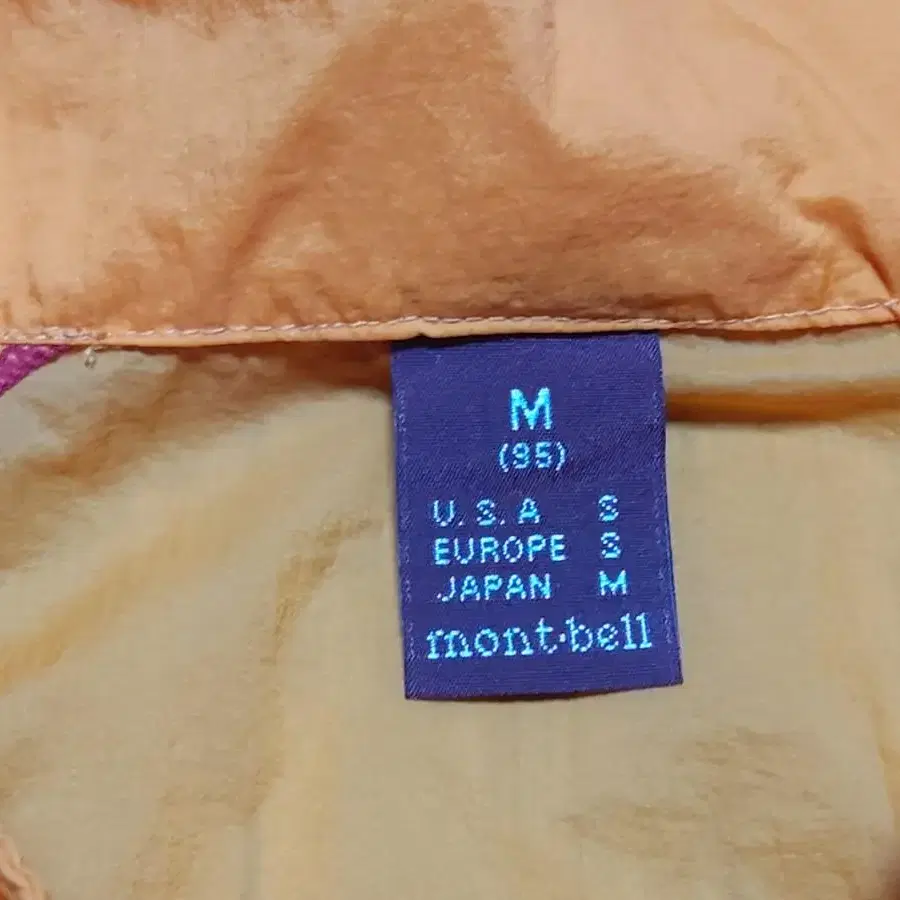 M
(95)
U.S.A S
EUROPE S
JAPAN M
mont·bell